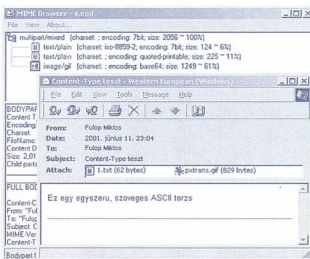 MIME Browser - 4.eml
File View About...
multipart/mixed (charset: ; encoding: 7bit; size: 2056 ~ 100%)
text/plain (charset: iso-8859-2; encoding: 7bit; size: 124 ~ 6%)
text/plain (charset: ; encoding: quoted-printable; size: 225 ~ 11%)
image/gif (charset: ; encoding: base64; size: 1249 ~ 61%)
Content-Type teszt - Western European (Windows)
File Edit View Tools Message Help
BODYPAR
Content T
Encoding:
Charset:
FileName:
Content D
Size: 2,01
Child parts
From: Fulop Miklos
Date: 2001. június 11. 23:04
To: Fulop Miklos
Subject: Content-Type teszt
Attach: 1.txt (62 bytes) pxtrans.gif (829 bytes)
FULL BOD
Content-C
From: "Ful
To: "Fulop
Subject: C
MIME-Ver
Content-T
Ez egy egyszeru, szoveges ASCII torzs
Bodypart I